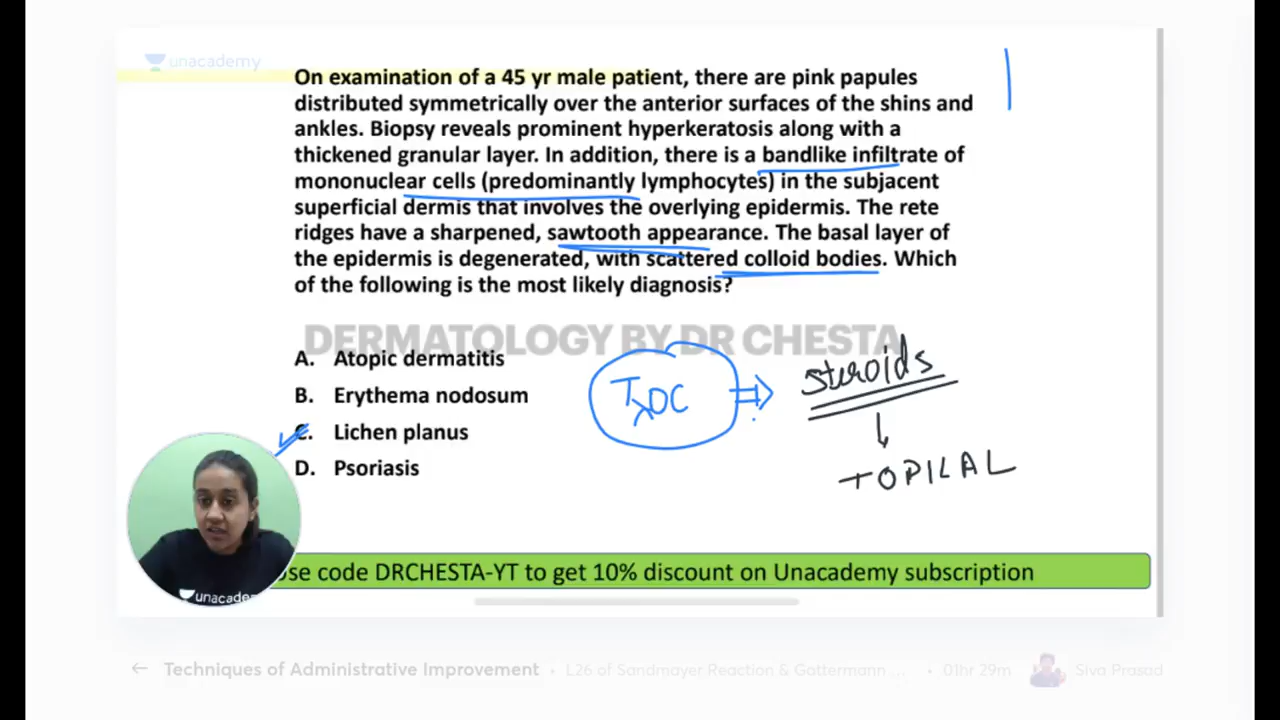 unacademy
On examination of a 45 yr male patient, there are pink papules
distributed symmetrically over the anterior surfaces of the shins and
ankles. Biopsy reveals prominent hyperkeratosis along with a
thickened granular layer. In addition, there is a bandlike infiltrate of
mononuclear cells (predominantly lymphocytes) in the subjacent
superficial dermis that involves the overlying epidermis. The rete
ridges have a sharpened, sawtooth appearance. The basal layer of
the epidermis is degenerated, with scattered colloid bodies. Which
of the following is the most likely diagnosis?
DERMATOLOGY BY DR CHESTA
A. Atopic dermatitis
B. Erythema nodosum
C. Lichen planus
D. Psoriasis
TxOC
steroids
TOPICAL
unacademy
use code DRCHESTA-YT to get 10% discount on Unacademy subscription
Techniques of Administrative Improvement • L26 of Sandmayer Reaction & Gattermann ... • 01hr 29m Siva Prasad